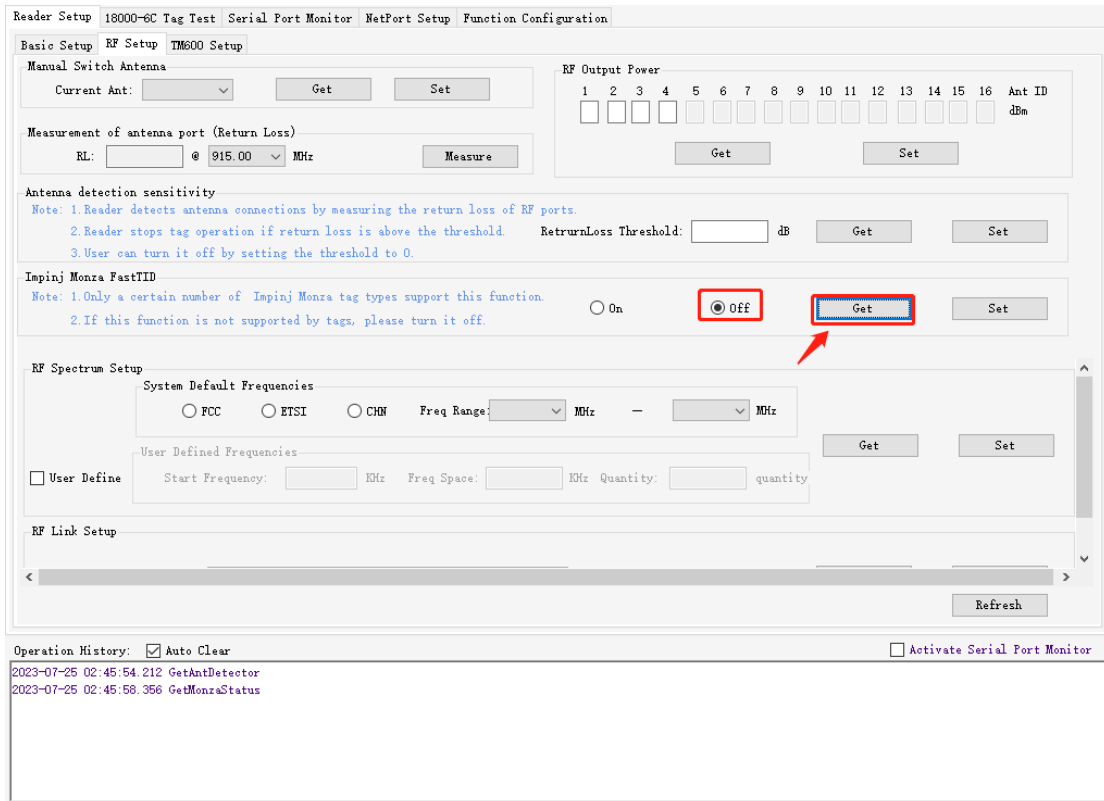 Reader Setup 18000-6C Tag Test Serial Port Monitor NetPort Setup Function Configuration
Basic Setup RF Setup TM600 Setup
Manual Switch Antenna
Current Ant: Get Set
RF Output Power
1 2 3 4 5 6 7 8 9 10 11 12 13 14 15 16 Ant ID
dBm
Get Set
Measurement of antenna port (Return Loss)
RL: @ 915.00 MHz Measure
Antenna detection sensitivity
Note: 1.Reader detects antenna connections by measuring the return loss of RF ports.
2.Reader stops tag operation if return loss is above the threshold. RetrurnLoss Threshold: dB Get Set
3.User can turn it off by setting the threshold to 0.
Impinj Monza FastTID
Note: 1.Only a certain number of Impinj Monza tag types support this function.
On Off Get Set
2.If this function is not supported by tags, please turn it off.
RF Spectrum Setup
System Default Frequencies
FCC ETSI CHN Freq Range: MHz — MHz
Get Set
User Defined Frequencies
User Define Start Frequency: KHz Freq Space: KHz Quantity: quantity
RF Link Setup
Refresh
Operation History: Auto Clear Activate Serial Port Monitor
2023-07-25 02:45:54.212 GetAntDetector
2023-07-25 02:45:58.356 GetMonzaStatus